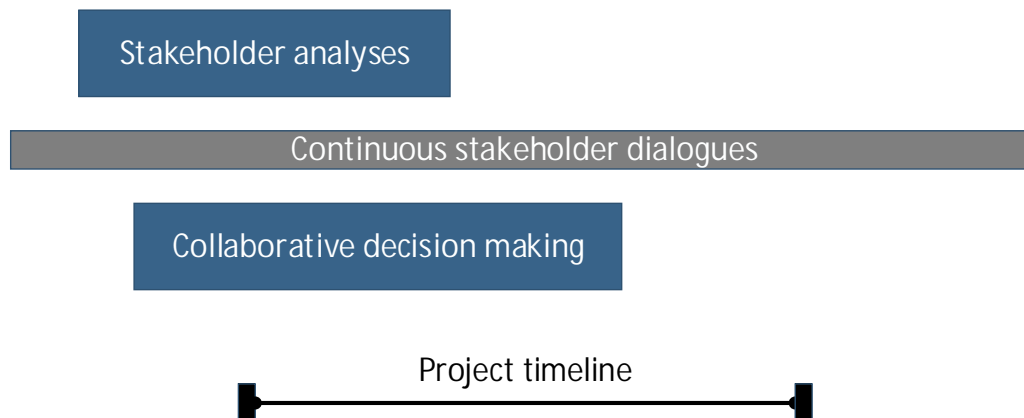 Stakeholder analyses
Continuous stakeholder dialogues
Collaborative decision making
Project timeline